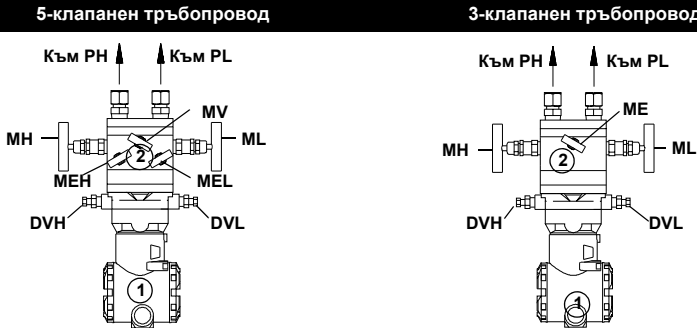 5-клапанен тръбопровод
Към PH
Към PL
MV
MH
ML
2
MEH
MEL
DVH
DVL
1
3-клапанен тръбопровод
Към PH
Към PL
ME
MH
ML
2
DVH
DVL
1